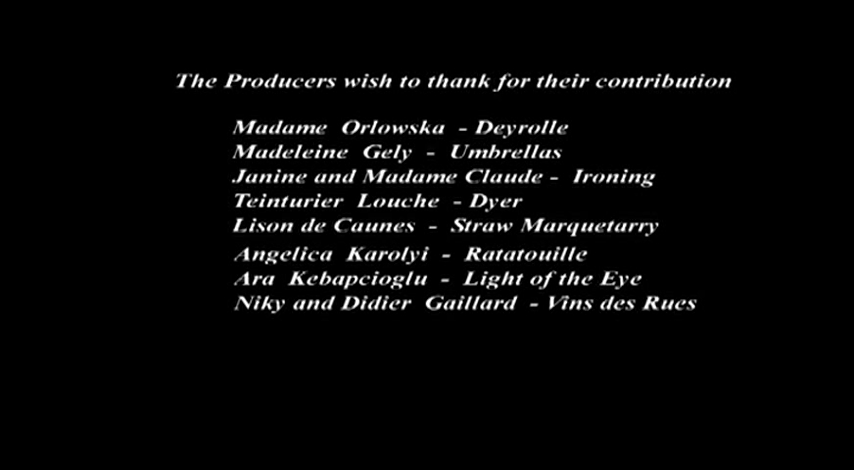 The Producers wish to thank for their contribution
Madame Orlowska - Deyrolle
Madeleine Gely - Umbrellas
Janine and Madame Claude - Ironing
Teinturier Louche - Dyer
Lison de Caunes - Straw Marquetarry
Angelica Karolyi - Ratatouille
Ara Kebapcioglu - Light of the Eye
Niky and Didier Gaillard - Vins des Rues